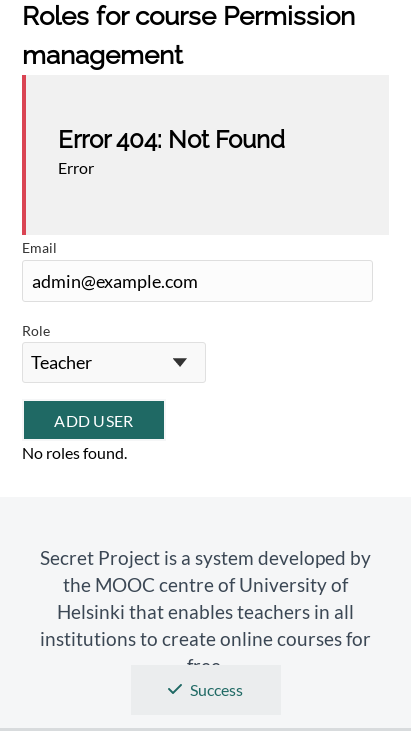 Roles for course Permission
management
Error 404: Not Found
Error
Email
admin@example.com
Role
Teacher
ADD USER
No roles found.
Secret Project is a system developed by
the MOOC centre of University of
Helsinki that enables teachers in all
institutions to create online courses for
free.
Success